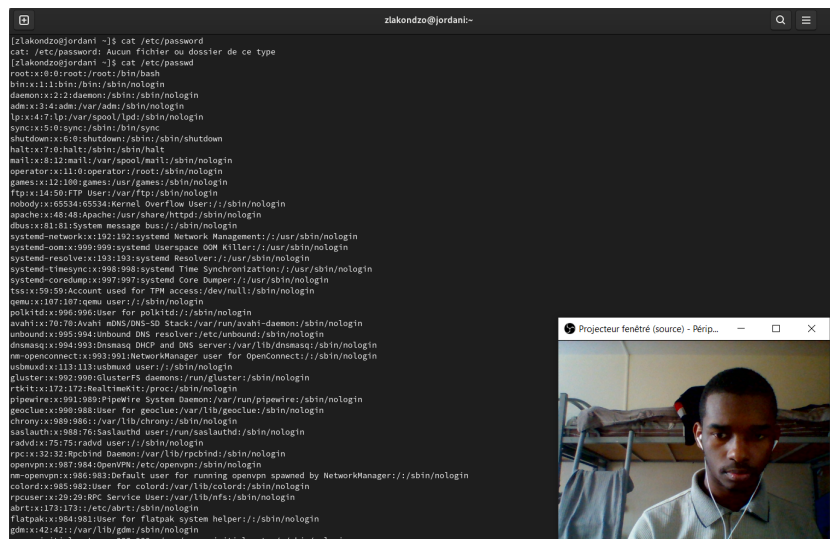 zlakondzo@jordani:~
[zlakondzo@jordani ~]$ cat /etc/password
cat: /etc/password: Aucun fichier ou dossier de ce type
[zlakondzo@jordani ~]$ cat /etc/passwd
root:x:0:0:root:/root:/bin/bash
bin:x:1:1:bin:/bin:/sbin/nologin
daemon:x:2:2:daemon:/sbin:/sbin/nologin
adm:x:3:4:adm:/var/adm:/sbin/nologin
lp:x:4:7:lp:/var/spool/lpd:/sbin/nologin
sync:x:5:0:sync:/sbin:/bin/sync
shutdown:x:6:0:shutdown:/sbin:/sbin/shutdown
halt:x:7:0:halt:/sbin:/sbin/halt
mail:x:8:12:mail:/var/spool/mail:/sbin/nologin
operator:x:11:0:operator:/root:/sbin/nologin
games:x:12:100:games:/usr/games:/sbin/nologin
ftp:x:14:50:FTP User:/var/ftp:/sbin/nologin
nobody:x:65534:65534:Kernel Overflow User:/:/sbin/nologin
apache:x:48:48:Apache:/usr/share/httpd:/sbin/nologin
dbus:x:81:81:System message bus:/:/sbin/nologin
systemd-network:x:192:192:systemd Network Management:/:/usr/sbin/nologin
systemd-oom:x:999:999:systemd Userspace OOM Killer:/:/usr/sbin/nologin
systemd-resolve:x:193:193:systemd Resolver:/:/usr/sbin/nologin
systemd-timesync:x:998:998:systemd Time Synchronization:/:/usr/sbin/nologin
systemd-coredump:x:997:997:systemd Core Dumper:/:/usr/sbin/nologin
tss:x:59:59:Account used for TPM access:/dev/null:/sbin/nologin
qemu:x:107:107:qemu user:/:/sbin/nologin
polkitd:x:996:996:User for polkitd:/:/sbin/nologin
avahi:x:70:70:Avahi mDNS/DNS-SD Stack:/var/run/avahi-daemon:/sbin/nologin
unbound:x:995:994:Unbound DNS resolver:/etc/unbound:/sbin/nologin
dnsmasq:x:994:993:Dnsmasq DHCP and DNS server:/var/lib/dnsmasq:/sbin/nologin
nm-openconnect:x:993:991:NetworkManager user for OpenConnect:/:/sbin/nologin
usbmuxd:x:113:113:usbmuxd user:/:/sbin/nologin
gluster:x:992:990:GlusterFS daemons:/run/gluster:/sbin/nologin
rtkit:x:172:172:RealtimeKit:/proc:/sbin/nologin
pipewire:x:991:989:PipeWire System Daemon:/var/run/pipewire:/sbin/nologin
geoclue:x:990:988:User for geoclue:/var/lib/geoclue:/sbin/nologin
chrony:x:989:986::/var/lib/chrony:/sbin/nologin
saslauth:x:988:76:Saslauthd user:/run/saslauthd:/sbin/nologin
radvd:x:75:75:radvd user:/:/sbin/nologin
rpc:x:32:32:Rpcbind Daemon:/var/lib/rpcbind:/sbin/nologin
openvpn:x:987:984:OpenVPN:/etc/openvpn:/sbin/nologin
nm-openvpn:x:986:983:Default user for running openvpn spawned by NetworkManager:/:/sbin/nologin
colord:x:985:982:User for colord:/var/lib/colord:/sbin/nologin
rpcuser:x:29:29:RPC Service User:/var/lib/nfs:/sbin/nologin
abrt:x:173:173::/etc/abrt:/sbin/nologin
flatpak:x:984:981:User for flatpak system helper:/:/sbin/nologin
gdm:x:42:42::/var/lib/gdm:/sbin/nologin
Projecteur fenêtré (source) - Périp...